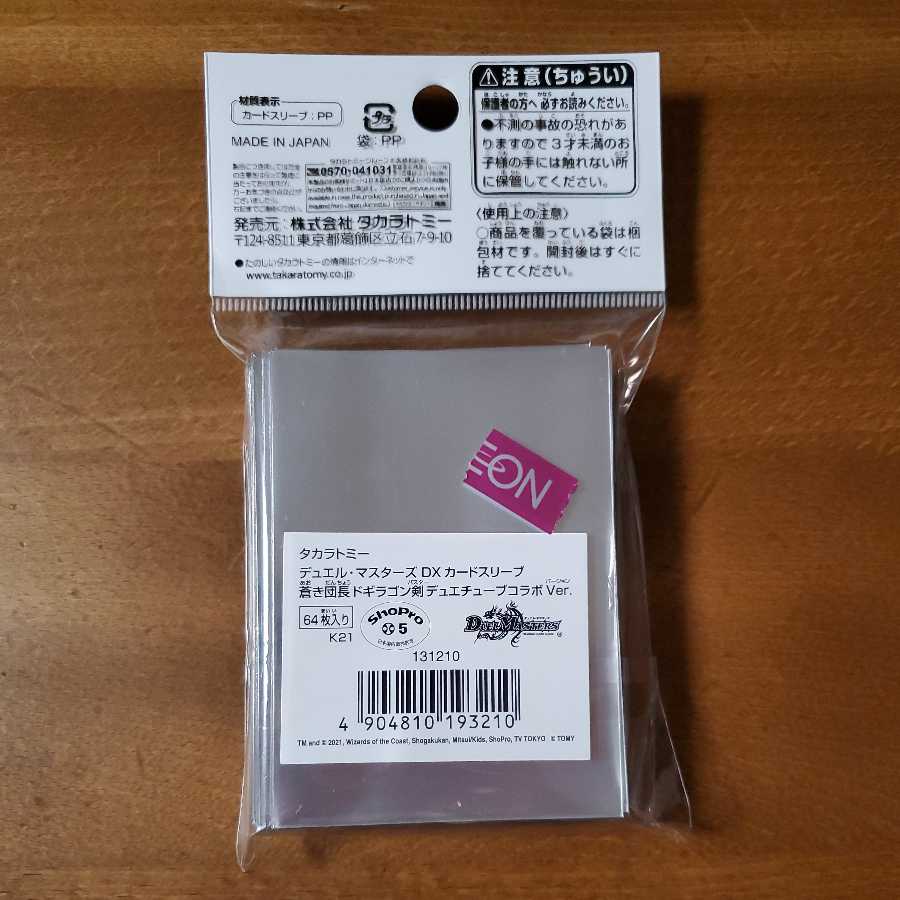 材質表示
カードスリーブ：PP
プラ
袋：PP
MADE IN JAPAN
0570-041031
発売元：株式会社 タカラトミー
〒124-8511 東京都葛飾区立石7-9-10
●たのしいタカラトミーの情報はインターネットで
www.takaratomy.co.jp
注意（ちゅうい）
保護者の方へ 必ずお読みください。
●不測の事故の恐れがあ
りますので3才未満のお
子様の手には触れない所
に保管してください。
〈使用上の注意〉
○商品を覆っている袋は梱
包材です。開封後はすぐに
捨ててください。
EON
タカラトミー
デュエル・マスターズ DX カードスリーブ
蒼き団長 ドギラゴン剣 デュエチューブコラボ Ver.
64枚入り
K21
ShoPro
5
DUEL MASTERS
131210
4 904810 193210
TM and © 2021, Wizards of the Coast, Shogakukan, Mitsui/Kids, ShoPro, TV TOKYO © TOMY